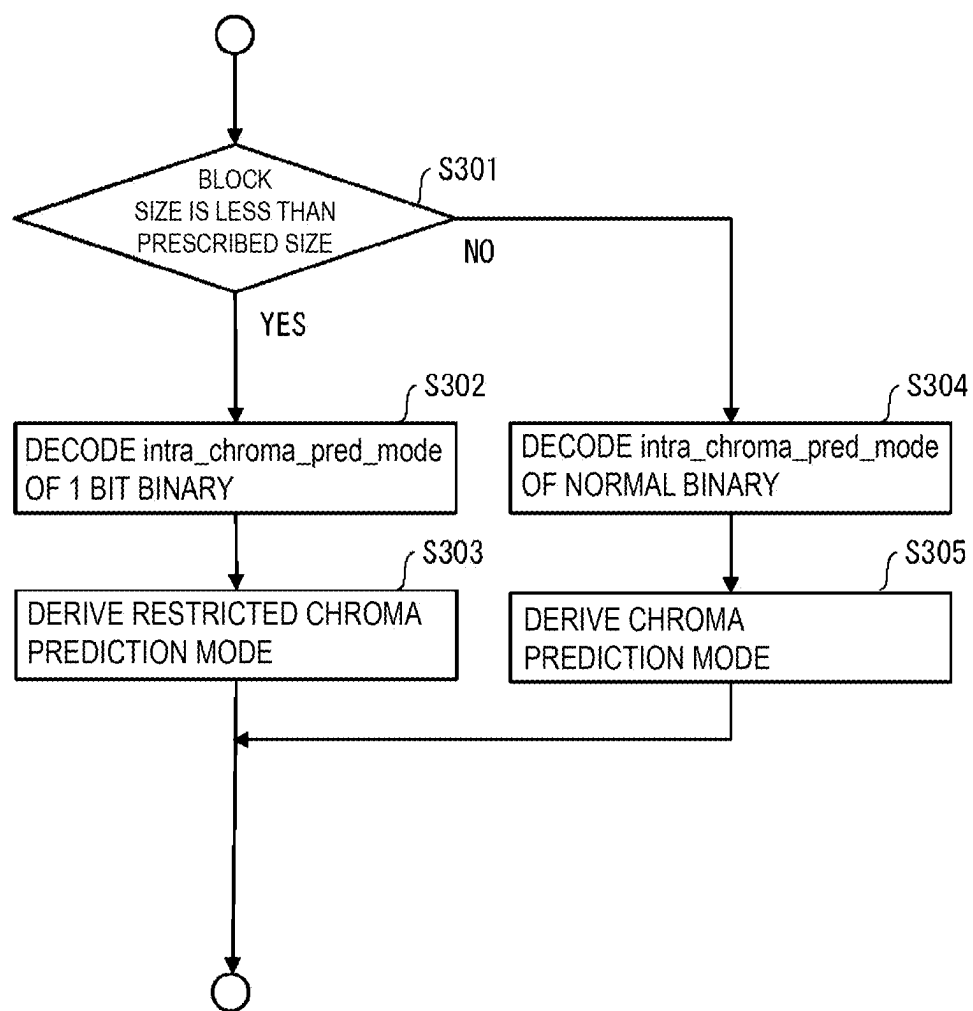 S301
BLOCK
SIZE IS LESS THAN
PRESCRIBED SIZE
NO
YES
S302
DECODE intra_chroma_pred_mode
OF 1 BIT BINARY
S304
DECODE intra_chroma_pred_mode
OF NORMAL BINARY
S303
DERIVE RESTRICTED CHROMA
PREDICTION MODE
S305
DERIVE CHROMA
PREDICTION MODE